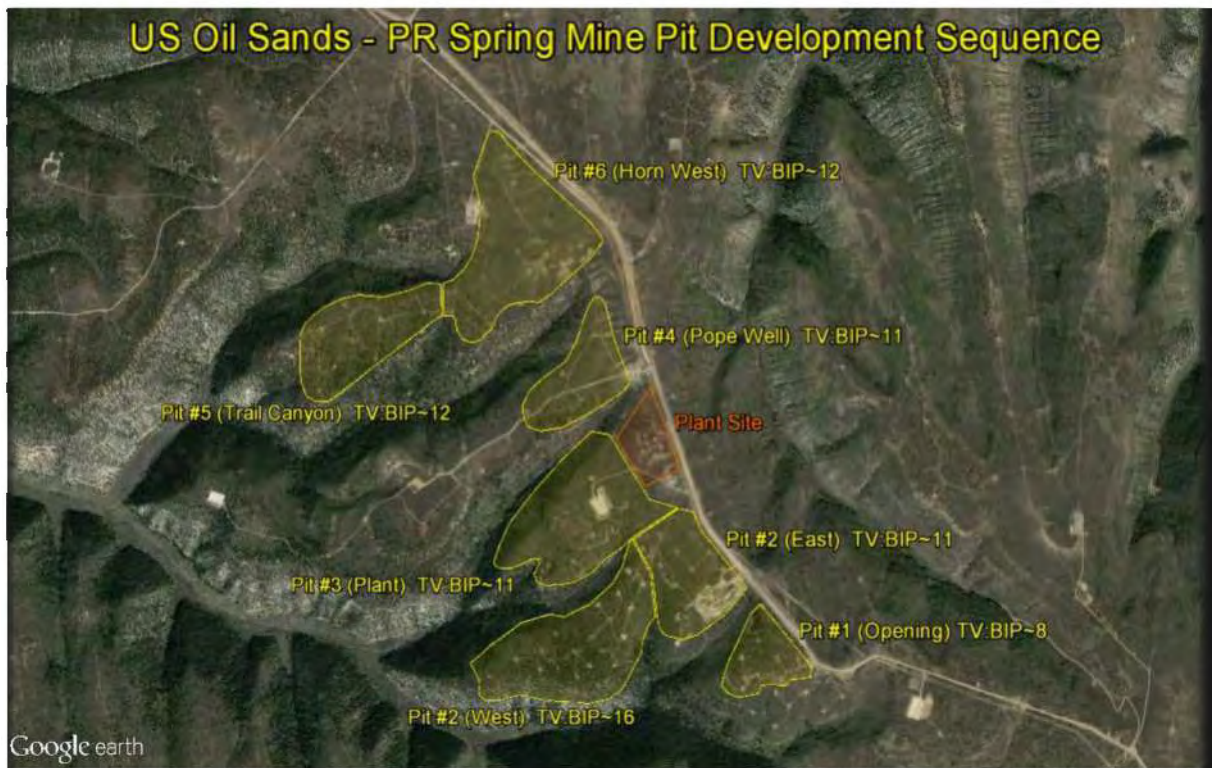 US Oil Sands - PR Spring Mine Pit Development Sequence
Pit #6 (Horn West) TV:BIP~12
Pit #4 (Pope Well) TV:BIP~11
Pit #5 (Trail Canyon) TV:BIP~12
Plant Site
Pit #2 (East) TV:BIP~11
Pit #3 (Plant) TV:BIP~11
Pit #1 (Opening) TV:BIP~8
Pit #2 (West) TV:BIP~16
Google earth